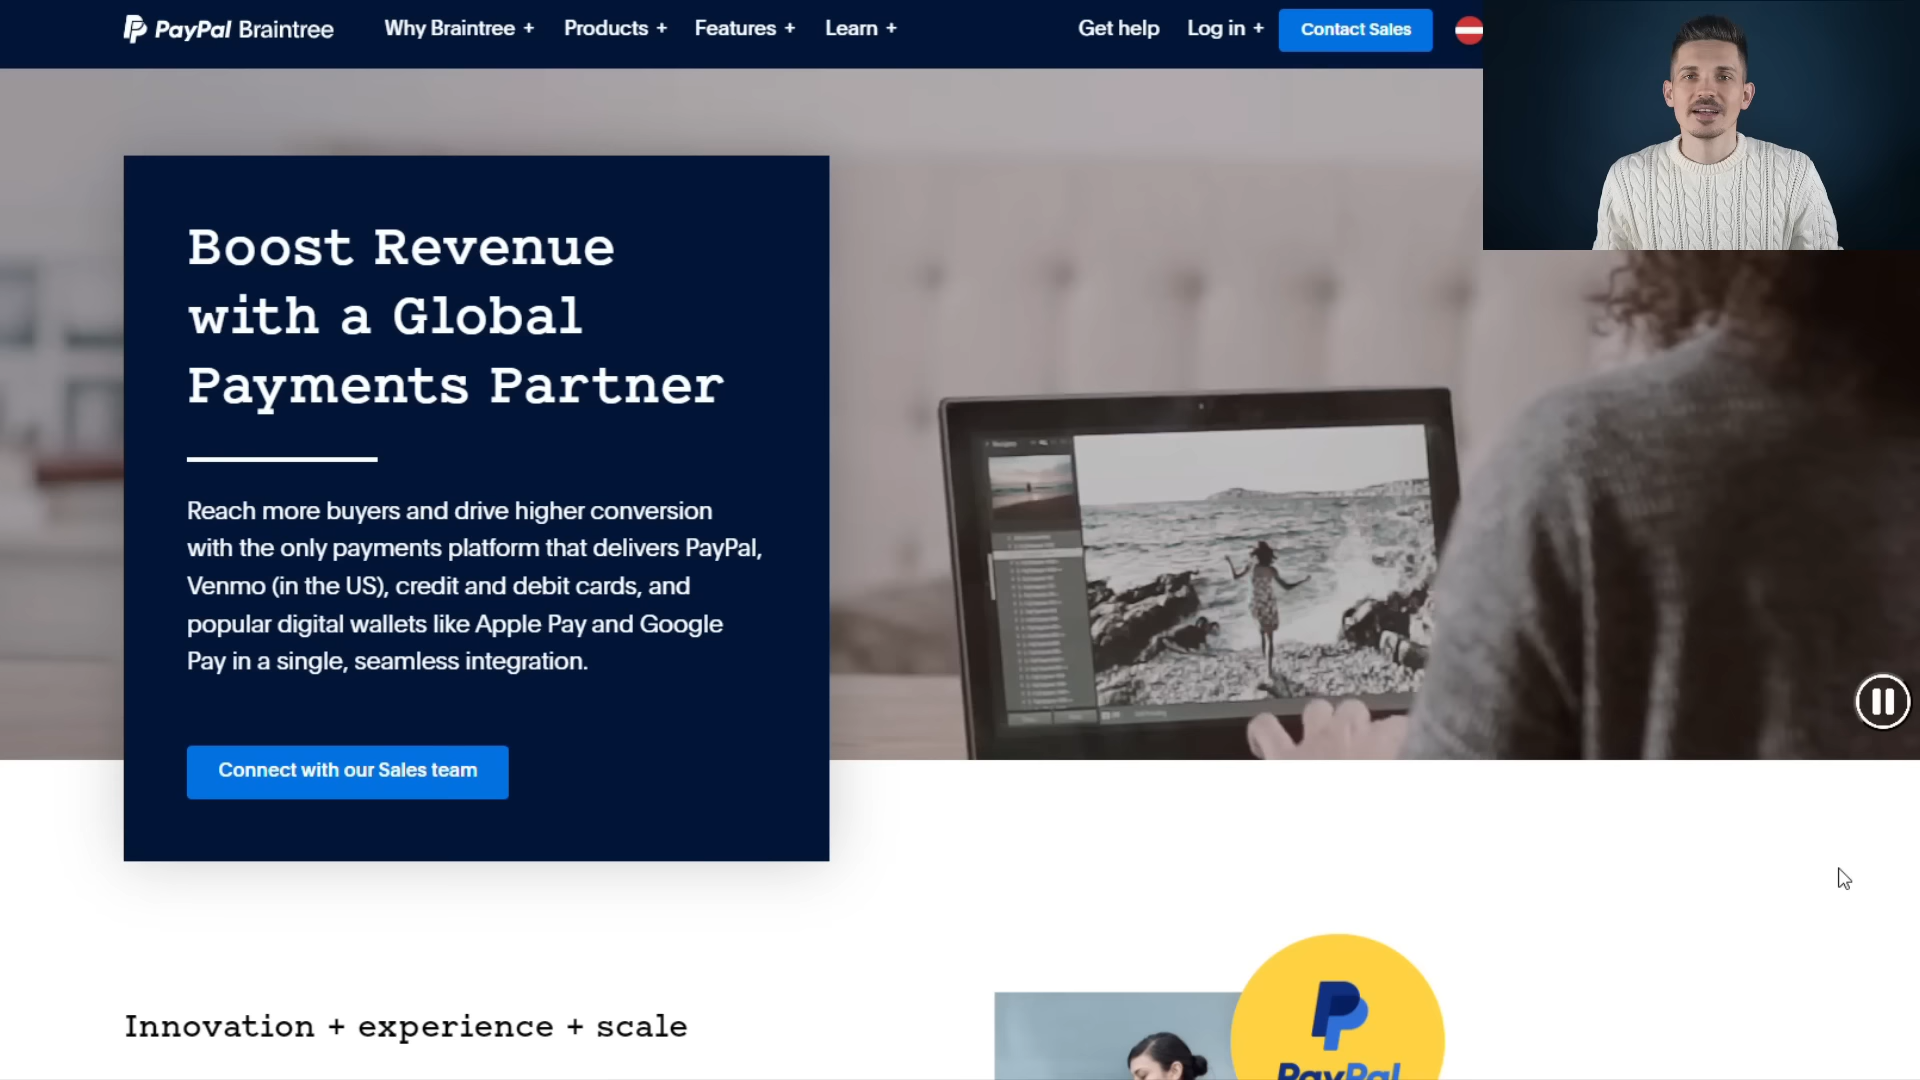 PayPal Braintree
Why Braintree +
Products +
Features +
Learn +
Get help
Log in +
Contact Sales
Boost Revenue
with a Global
Payments Partner
Reach more buyers and drive higher conversion
with the only payments platform that delivers PayPal,
Venmo (in the US), credit and debit cards, and
popular digital wallets like Apple Pay and Google
Pay in a single, seamless integration.
Connect with our Sales team
Innovation + experience + scale
PayPal